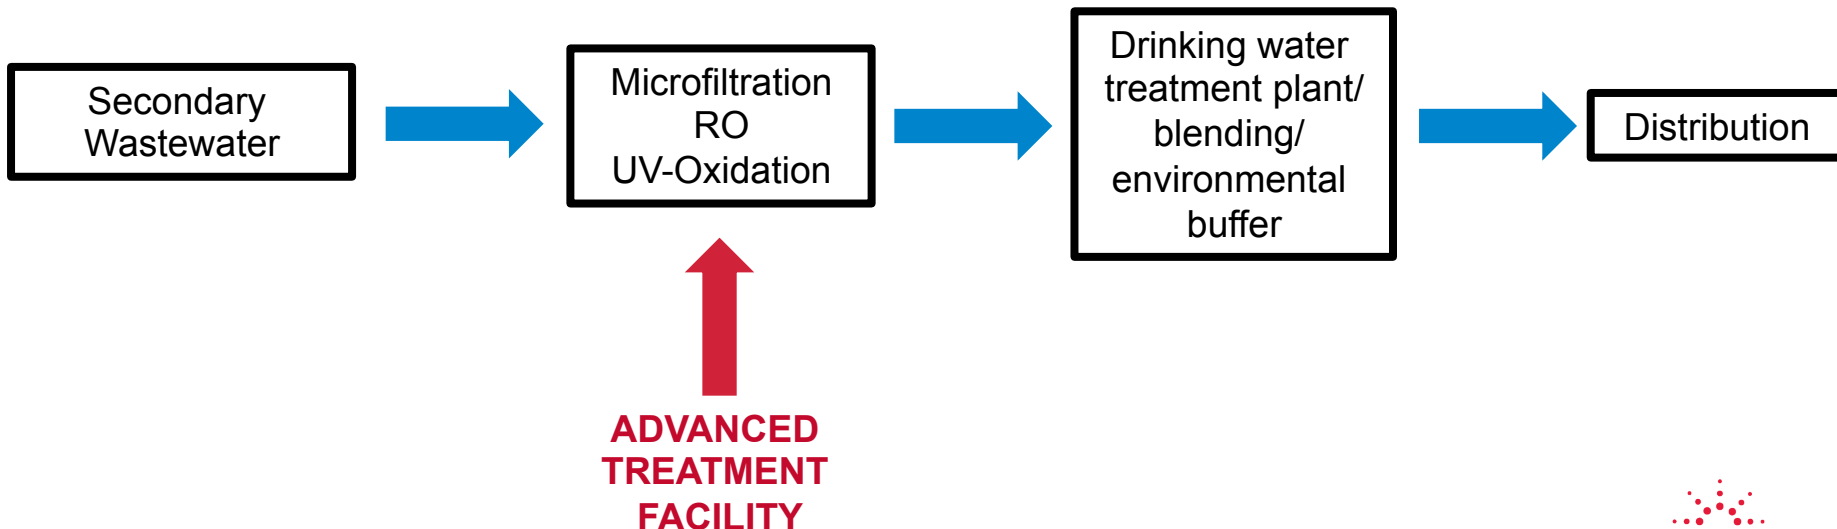 Secondary
Wastewater
Microfiltration
RO
UV-Oxidation
Drinking water
treatment plant/
blending/
environmental
buffer
Distribution
ADVANCED
TREATMENT
FACILITY